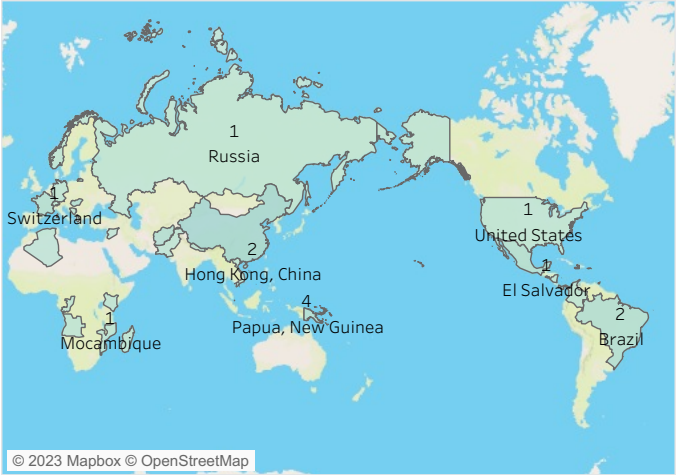 1
Russia
1
Switzerland
1
United States
2
Hong Kong, China
1
El Salvador
4
Papua, New Guinea
2
Brazil
1
Mocambique
© 2023 Mapbox © OpenStreetMap